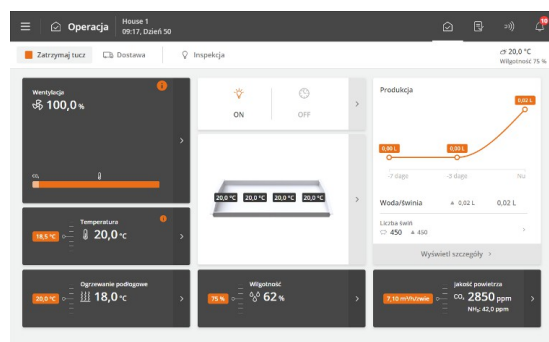 Operacja
House 1
09:17, Dzień 50
10
Zatrzymaj tucz
Dostawa
Inspekcja
20,0 °C
Wilgotność 75 %
Wentylacja
100,0 %
CO₂
Temperatura
18,5 °C
20,0 °C
Ogrzewanie podłogowe
20,0 °C
18,0 °C
ON
OFF
20,0 °C 20,0 °C 20,0 °C 20,0 °C
Wilgotność
75 %
62 %
Produkcja
0,02 L
0,00 L
0,00 L
-7 dage
-3 dage
Nu
Woda/świnia
0,02 L
0,02 L
Liczba świń
450
450
Wyświetl szczegóły
jakość powietrza
7,10 m³/h/zwie
CO₂ 2850 ppm
NH₃: 42,0 ppm